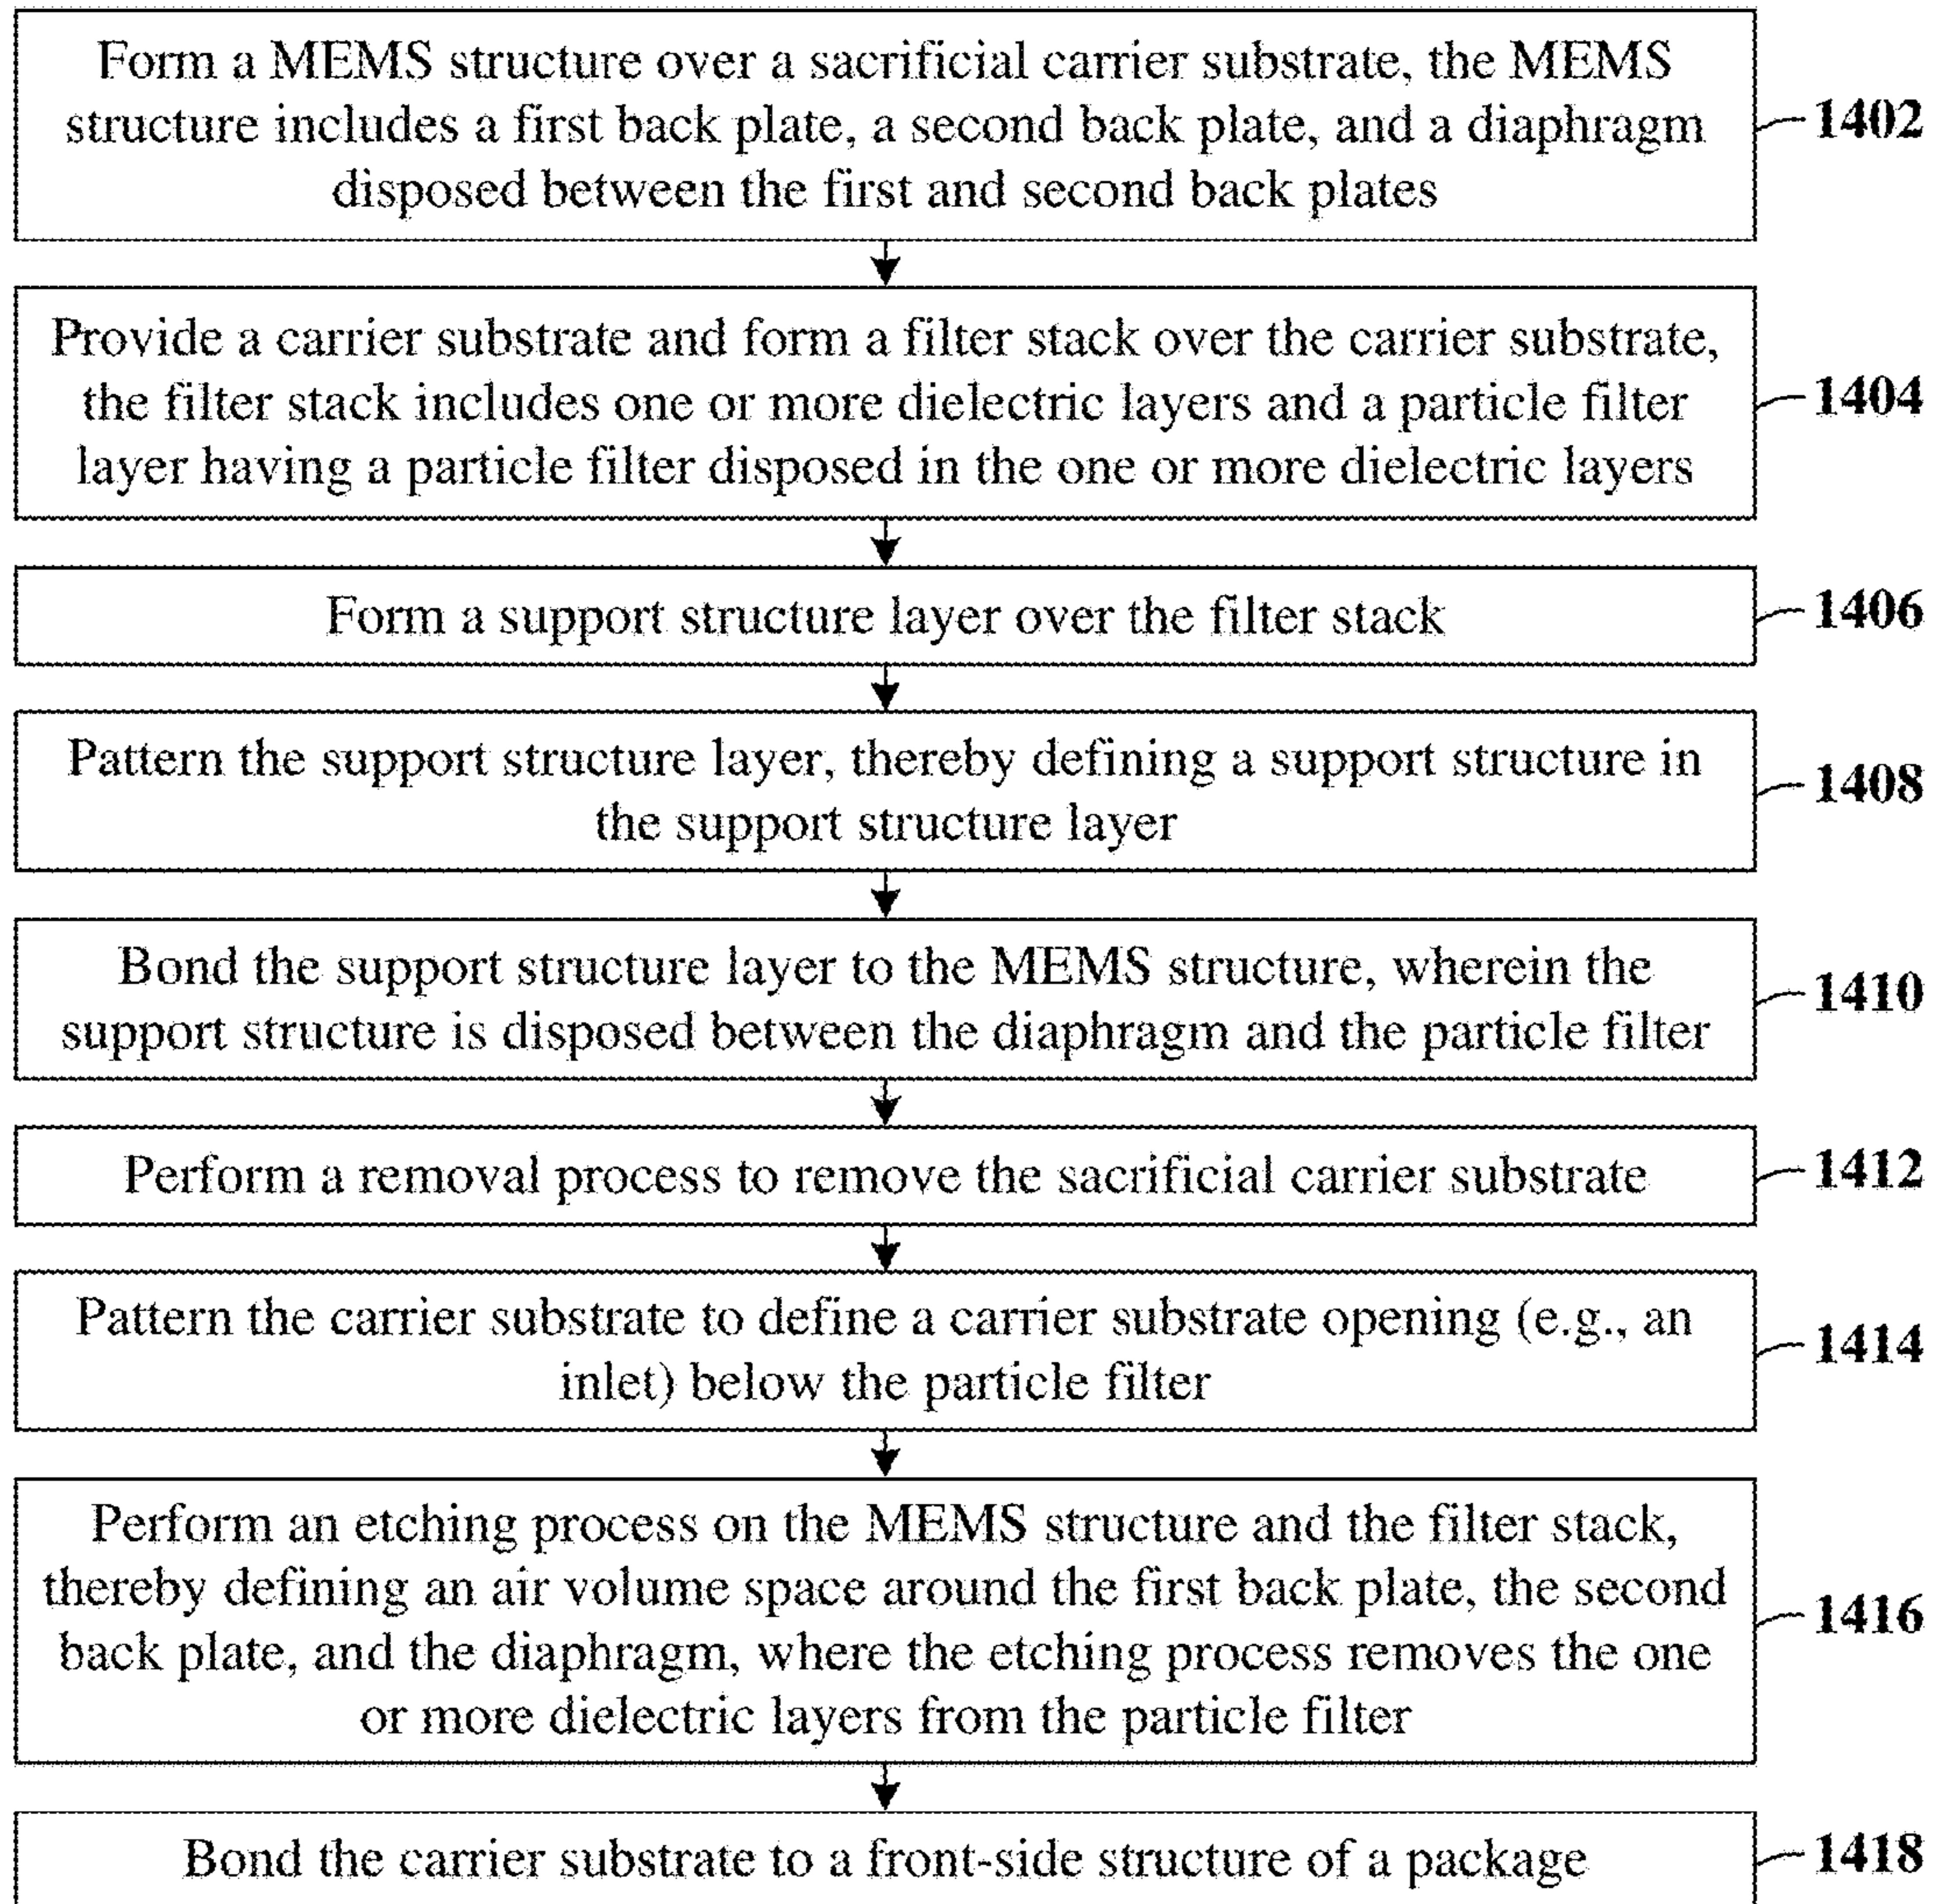 Form a MEMS structure over a sacrificial carrier substrate, the MEMS
structure includes a first back plate, a second back plate, and a diaphragm
disposed between the first and second back plates
1402
Provide a carrier substrate and form a filter stack over the carrier substrate,
the filter stack includes one or more dielectric layers and a particle filter
layer having a particle filter disposed in the one or more dielectric layers
1404
Form a support structure layer over the filter stack
1406
Pattern the support structure layer, thereby defining a support structure in
the support structure layer
1408
Bond the support structure layer to the MEMS structure, wherein the
support structure is disposed between the diaphragm and the particle filter
1410
Perform a removal process to remove the sacrificial carrier substrate
1412
Pattern the carrier substrate to define a carrier substrate opening (e.g., an
inlet) below the particle filter
1414
Perform an etching process on the MEMS structure and the filter stack,
thereby defining an air volume space around the first back plate, the second
back plate, and the diaphragm, where the etching process removes the one
or more dielectric layers from the particle filter
1416
Bond the carrier substrate to a front-side structure of a package
1418